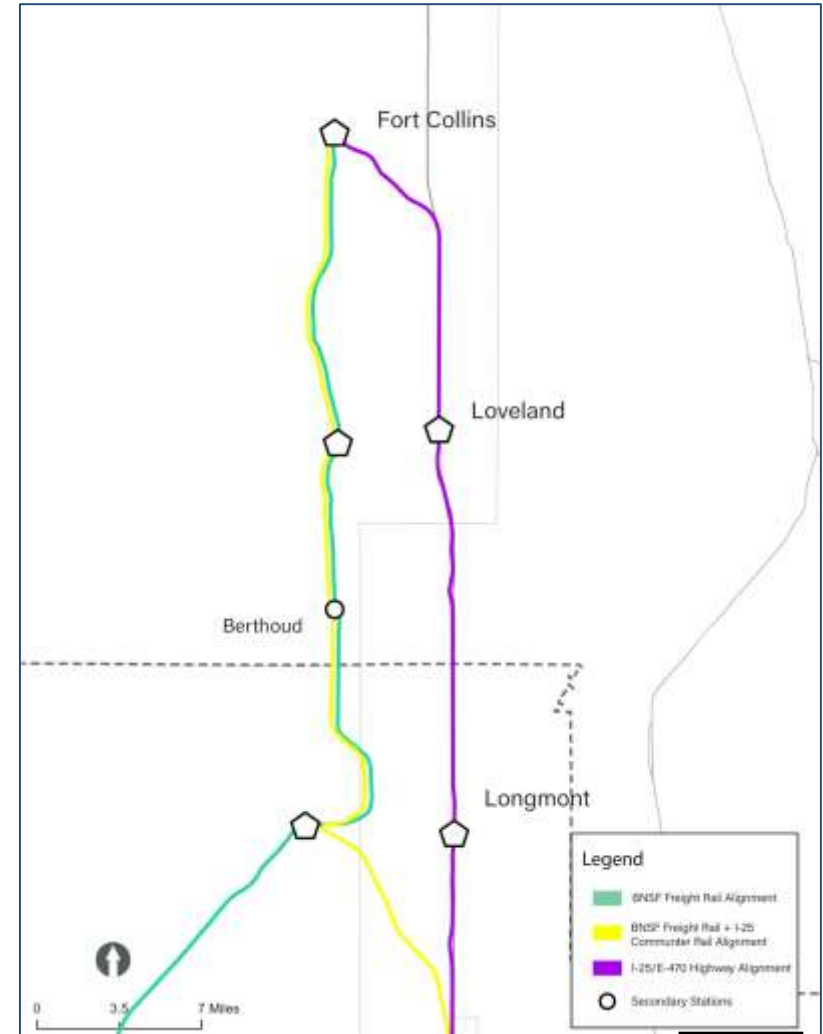 Fort Collins
Loveland
Berthoud
Longmont
Legend
BNSF Freight Rail Alignment
BNSF Freight Rail + I-25
Communter Rail Alignment
I-25/E-470 Highway Alignment
Secondary Stations
0 3.5 7 Miles